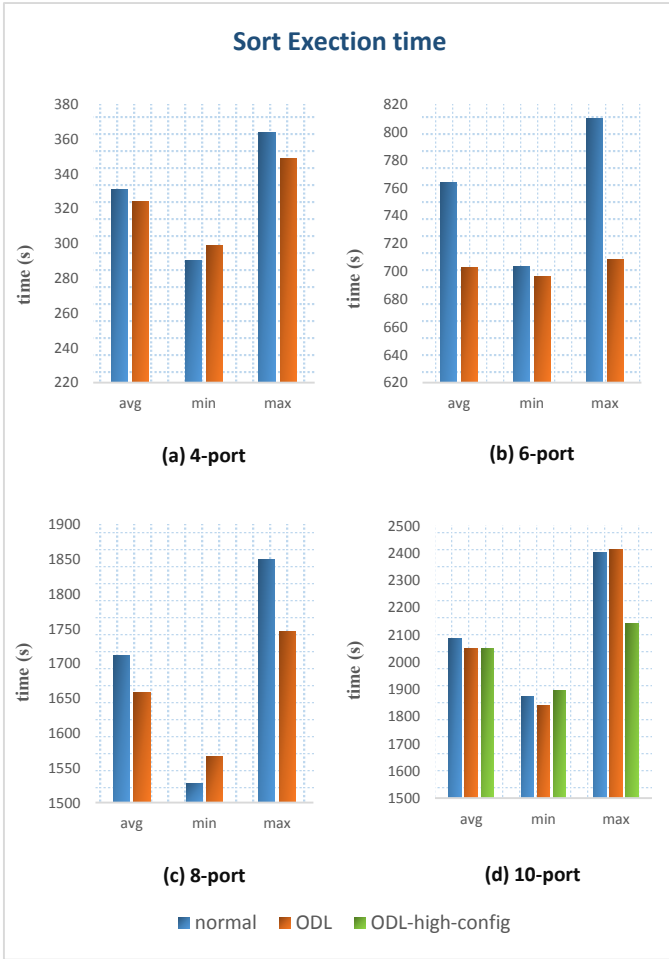 Sort Exection time
380
360
340
320
300
280
260
240
220
time (s)
avg min max
(a) 4-port
820
800
780
760
740
720
700
680
660
640
620
time (s)
avg min max
(b) 6-port
1900
1850
1800
1750
1700
1650
1600
1550
1500
time (s)
avg min max
(c) 8-port
2500
2400
2300
2200
2100
2000
1900
1800
1700
1600
1500
time (s)
avg min max
(d) 10-port
normal ODL ODL-high-config